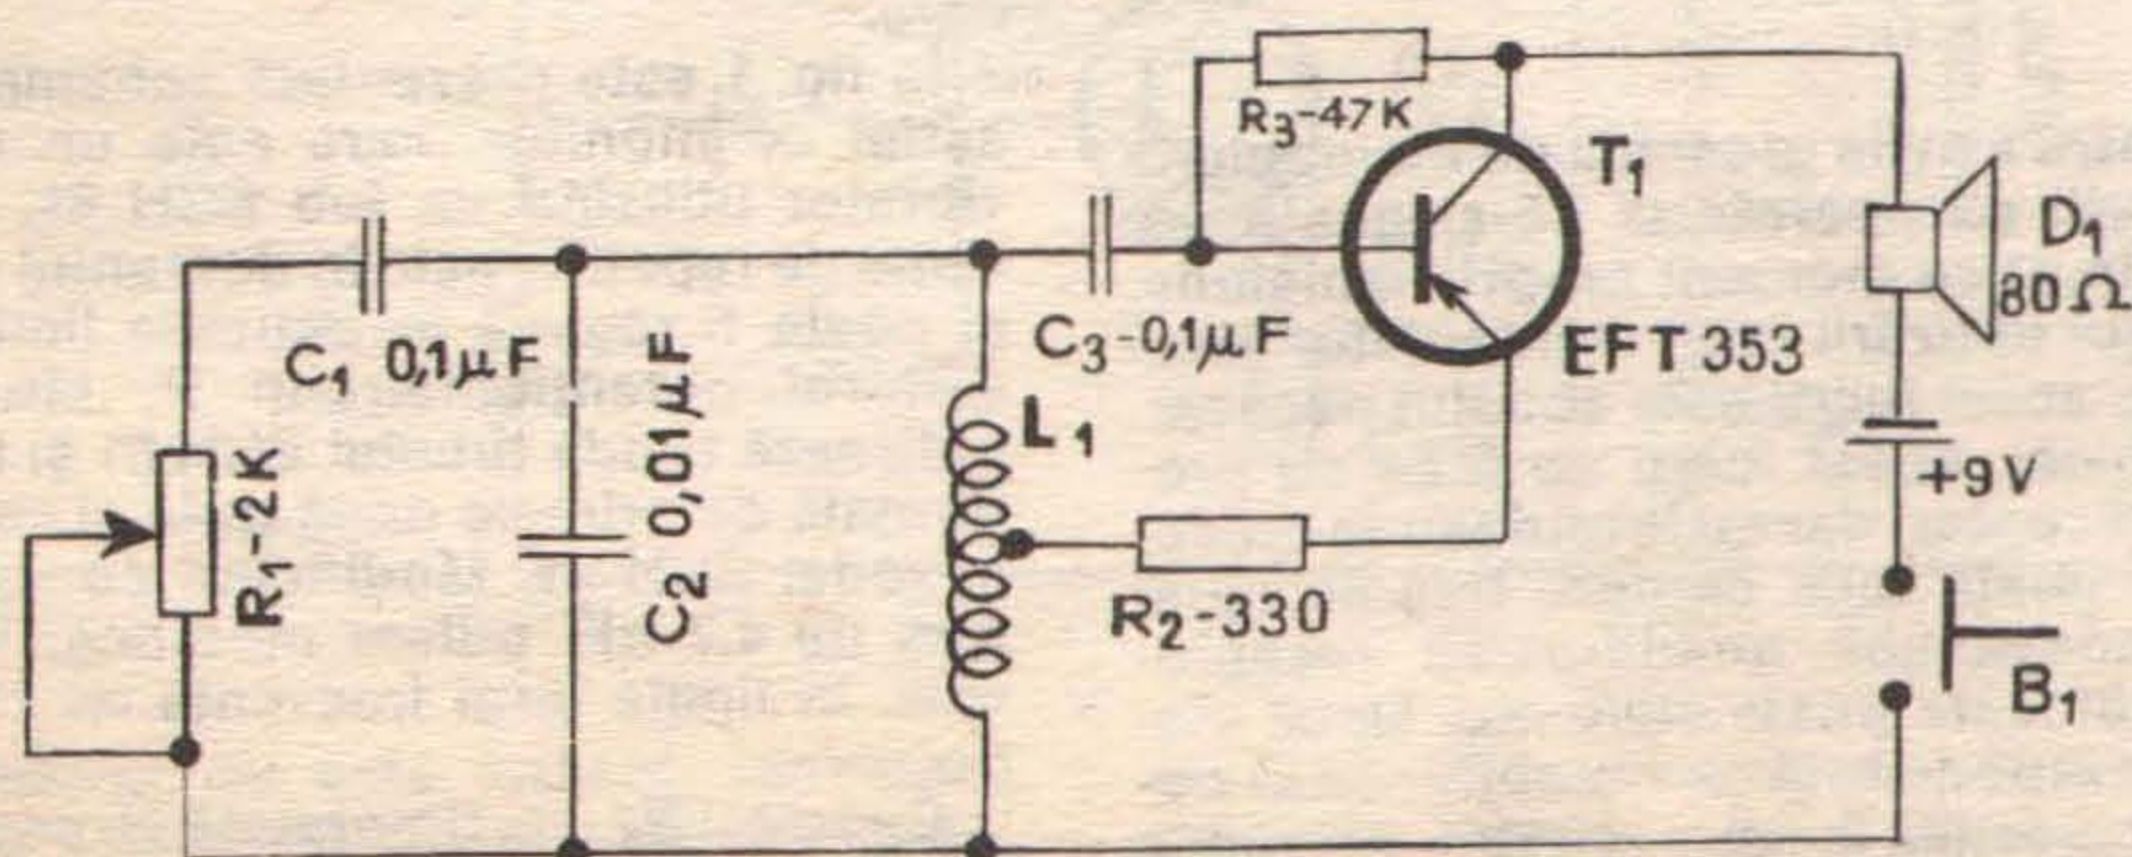 R3-47K
T1
D1
80Ω
C1 0,1μF
C2 0,01μF
C3-0,1μF
EFT 353
L1
+9V
R1-2K
R2-330
B1